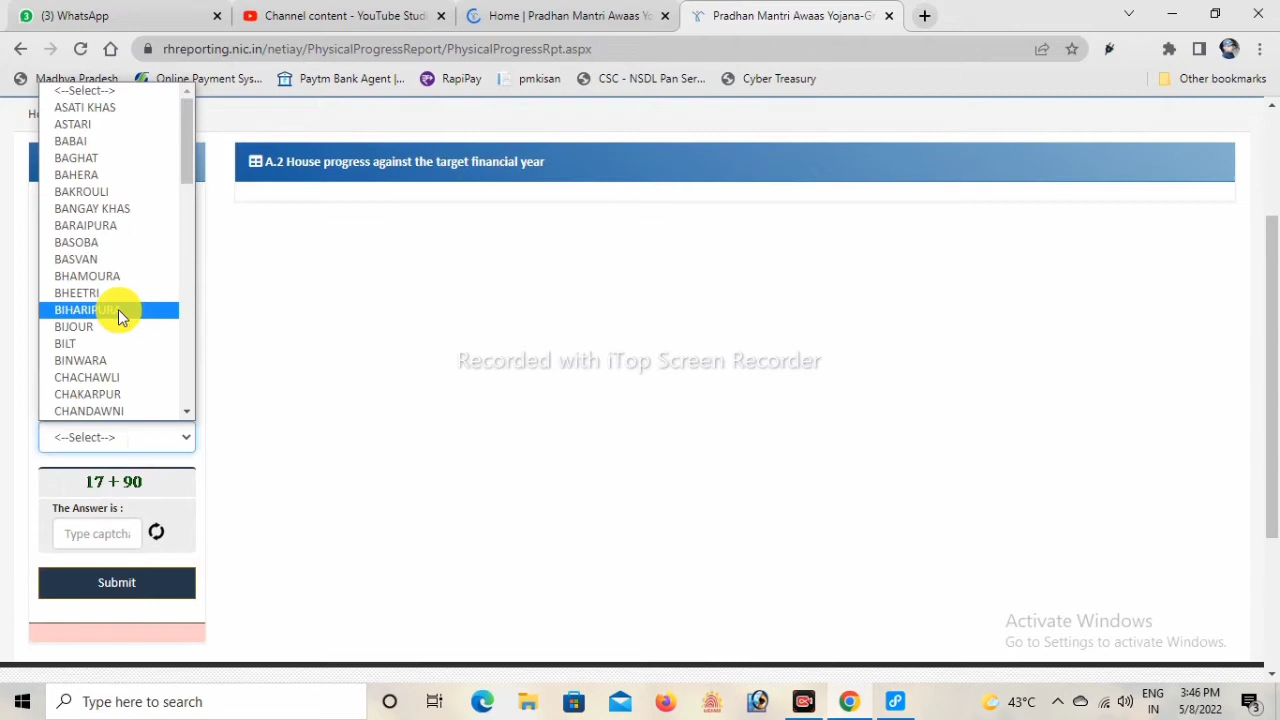 (3) WhatsApp
Channel content - YouTube Stud
Home | Pradhan Mantri Awaas Yo
Pradhan Mantri Awaas Yojana-Gr
rhreporting.nic.in/netiay/PhysicalProgressReport/PhysicalProgressRpt.aspx
Madhya Pradesh
Online Payment Sys...
Paytm Bank Agent |...
RapiPay
pmkisan
CSC - NSDL Pan Ser...
Cyber Treasury
Other bookmarks
<--Select-->
ASATI KHAS
ASTARI
BABAI
BAGHAT
BAHERA
BAKROULI
BANGAY KHAS
BARAIPURA
BASOBA
BASVAN
BHAMOURA
BHEETRI
BIHARIPURA
BIJOUR
BILT
BINWARA
CHACHAWLI
CHAKARPUR
CHANDAWNI
<--Select-->
17 + 90
The Answer is :
Type captcha
Submit
A.2 House progress against the target financial year
Recorded with iTop Screen Recorder
Activate Windows
Go to Settings to activate Windows.
Type here to search
43°C
ENG
IN
3:46 PM
5/8/2022
3